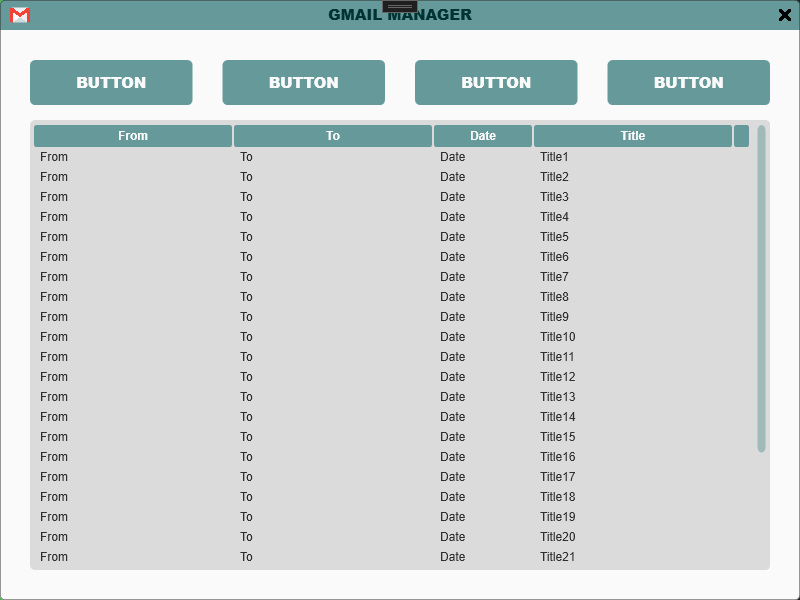 GMAIL MANAGER
BUTTON BUTTON BUTTON BUTTON
From To Date Title
From To Date Title1
From To Date Title2
From To Date Title3
From To Date Title4
From To Date Title5
From To Date Title6
From To Date Title7
From To Date Title8
From To Date Title9
From To Date Title10
From To Date Title11
From To Date Title12
From To Date Title13
From To Date Title14
From To Date Title15
From To Date Title16
From To Date Title17
From To Date Title18
From To Date Title19
From To Date Title20
From To Date Title21